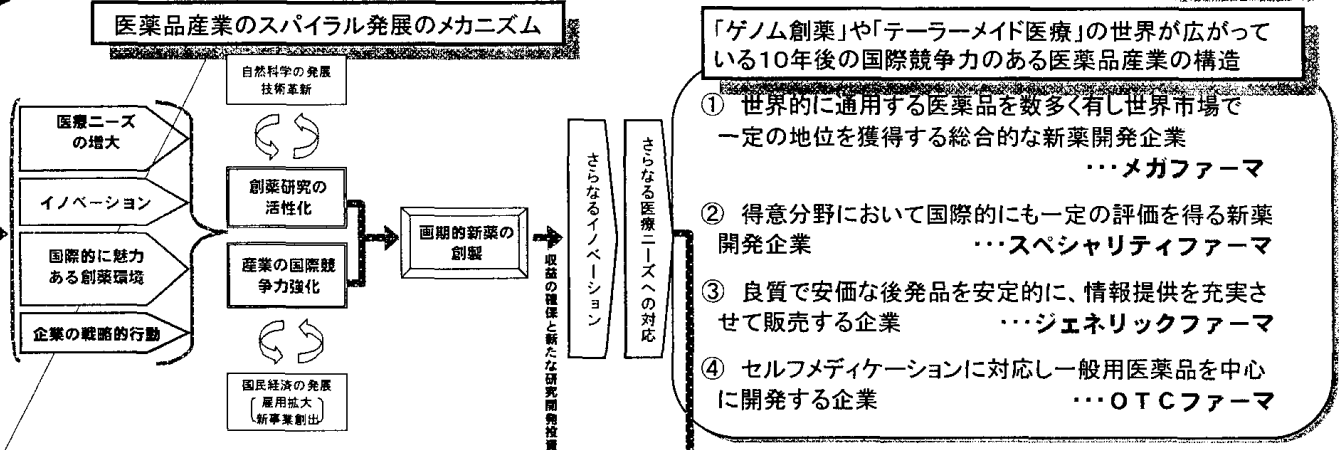 医薬品産業のスパイラル発展のメカニズム
自然科学の発展
技術革新
医療ニーズ
の増大
イノベーション
国際的に魅力
ある創薬環境
企業の戦略的行動
創薬研究の
活性化
産業の国際競
争力強化
国民経済の発展
雇用拡大
新事業創出
画期的新薬の
創製
収益の確保と新たな研究開発投資
さらなるイノベーション
さらなる医療ニーズへの対応
「ゲノム創薬」や「テーラーメイド医療」の世界が広がって
いる10年後の国際競争力のある医薬品産業の構造
① 世界的に通用する医薬品を数多く有し世界市場で
一定の地位を獲得する総合的な新薬開発企業
・・・メガファーマ
② 得意分野において国際的にも一定の評価を得る新薬
開発企業 ・・・スペシャリティファーマ
③ 良質で安価な後発品を安定的に、情報提供を充実さ
せて販売する企業 ・・・ジェネリックファーマ
④ セルフメディケーションに対応し一般用医薬品を中心
に開発する企業 ・・・OTCファーマ